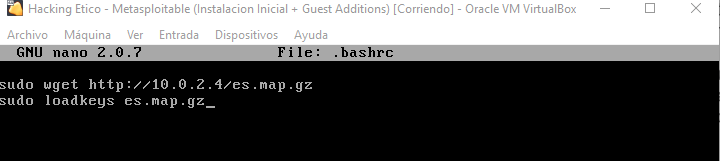 Hacking Etico - Metasploitable (Instalacion Inicial + Guest Additions) [Corriendo] - Oracle VM VirtualBox
Archivo Máquina Ver Entrada Dispositivos Ayuda
GNU nano 2.0.7 File: .bashrc
sudo wget http://10.0.2.4/es.map.gz
sudo loadkeys es.map.gz_